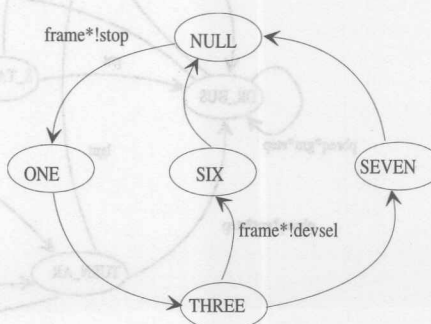 frame*!stop
NULL
ONE
SIX
SEVEN
frame*!devsel
THREE